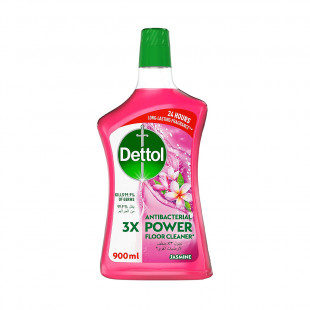 24 HOURS
LONG-LASTING FRAGRANCE
Dettol
KILLS 99.9%
OF GERMS
3X
ANTIBACTERIAL
POWER
FLOOR CLEANER
900ml
JASMINE